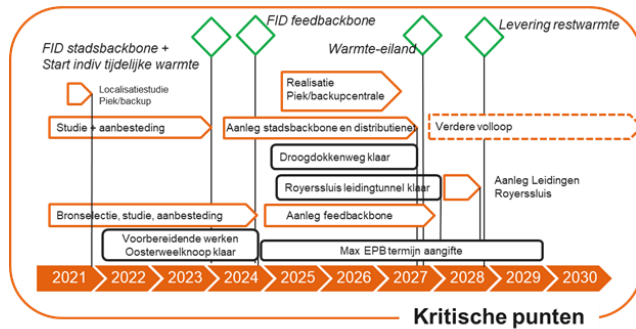 FID feedbackbone
Levering restwarmte
FID stadsbackbone +
Start indiv tijdelijke warmte
Warmte-eiland
Localisatiestudie
Piek/backup
Realisatie
Piek/backupcentrale
Studie + aanbesteding
Aanleg stadsbackbone en distributienet
Verdere volloop
Droogdokkenweg klaar
Royerssluis leidingtunnel klaar
Aanleg Leidingen
Royerssluis
Bronselectie, studie, aanbesteding
Aanleg feedbackbone
Voorbereidende werken
Oosterweelknoop klaar
Max EPB termijn aangifte
2021 2022 2023 2024 2025 2026 2027 2028 2029 2030
Kritische punten